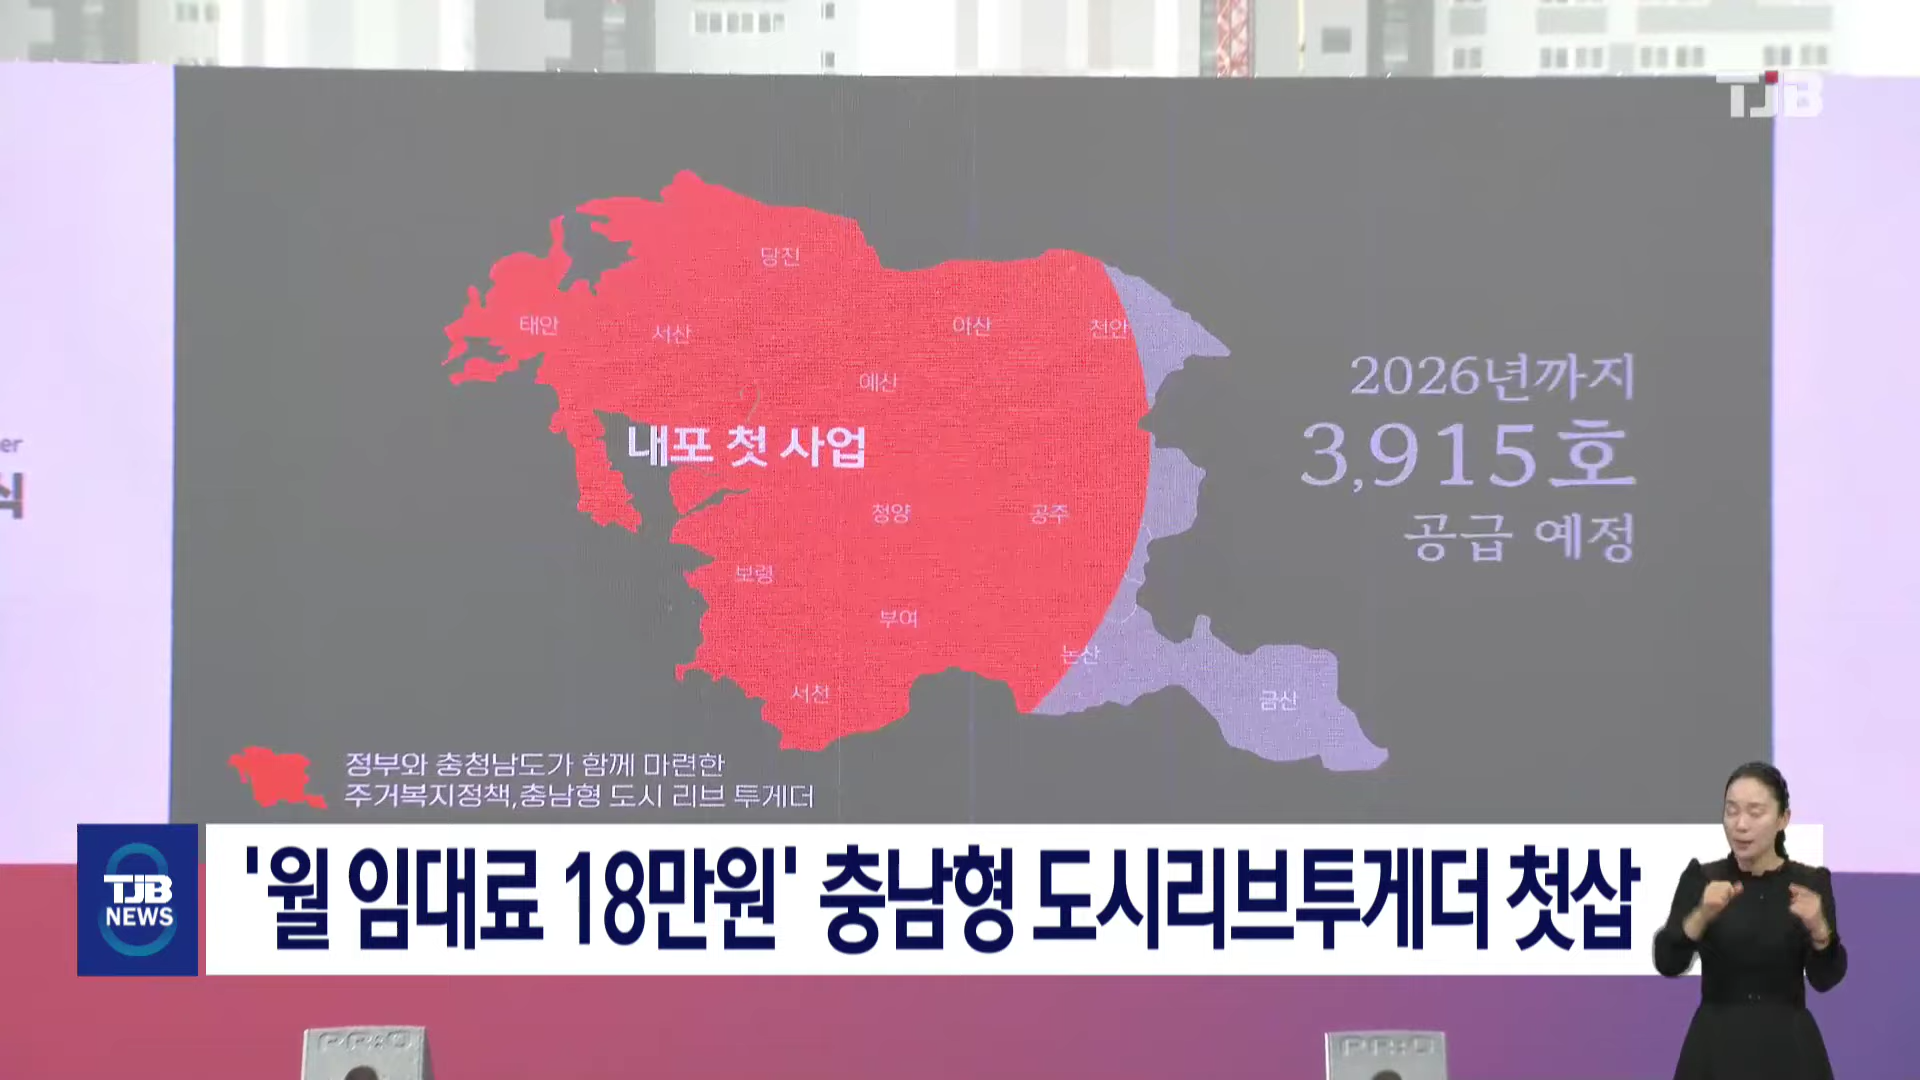 TJB
당진
태안
서산
아산
천안
예산
2026년까지
3,915호
공급 예정
er
식
내포 첫 사업
청양
공주
보령
부여
논산
서천
금산
정부와 충청남도가 함께 마련한
주거복지정책,충남형 도시 리브 투게더
TJB
NEWS
'월 임대료 18만원' 충남형 도시리브투게더 첫삽